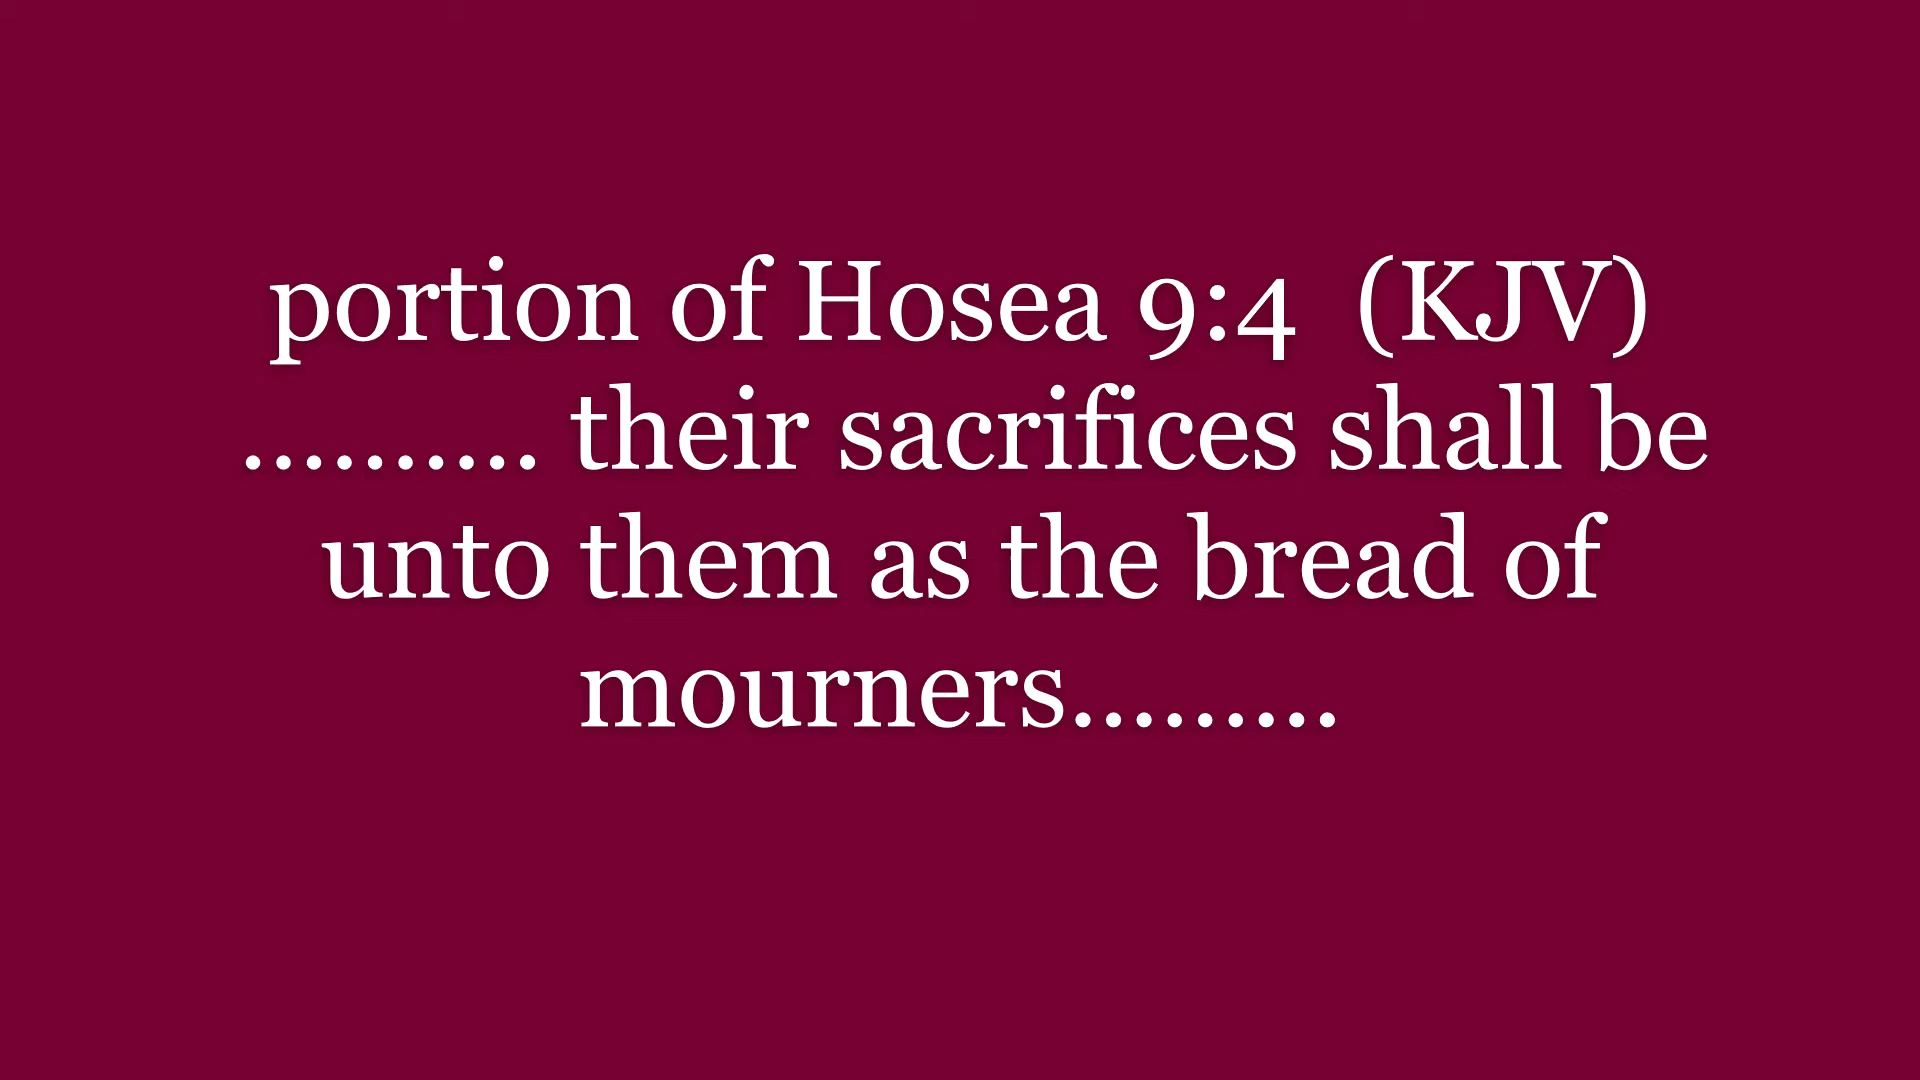 portion of Hosea 9:4  (KJV)
.......... their sacrifices shall be
unto them as the bread of
mourners.........